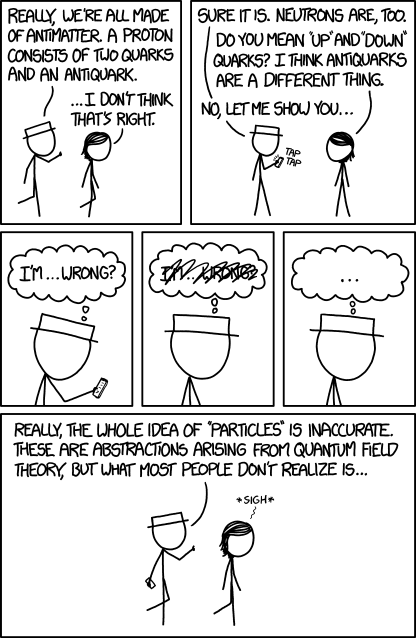 REALLY, WE'RE ALL MADE
OF ANTIMATTER. A PROTON
CONSISTS OF TWO QUARKS
AND AN ANTIQUARK.
...I DON'T THINK
THAT'S RIGHT.
SURE IT IS. NEUTRONS ARE, TOO.
DO YOU MEAN "UP" AND "DOWN"
QUARKS? I THINK ANTIQUARKS
ARE A DIFFERENT THING.
NO, LET ME SHOW YOU...
TAP
TAP
I'M...WRONG?
I'M...WRONG?
...
REALLY, THE WHOLE IDEA OF "PARTICLES" IS INACCURATE.
THESE ARE ABSTRACTIONS ARISING FROM QUANTUM FIELD
THEORY, BUT WHAT MOST PEOPLE DON'T REALIZE IS...
*SIGH*